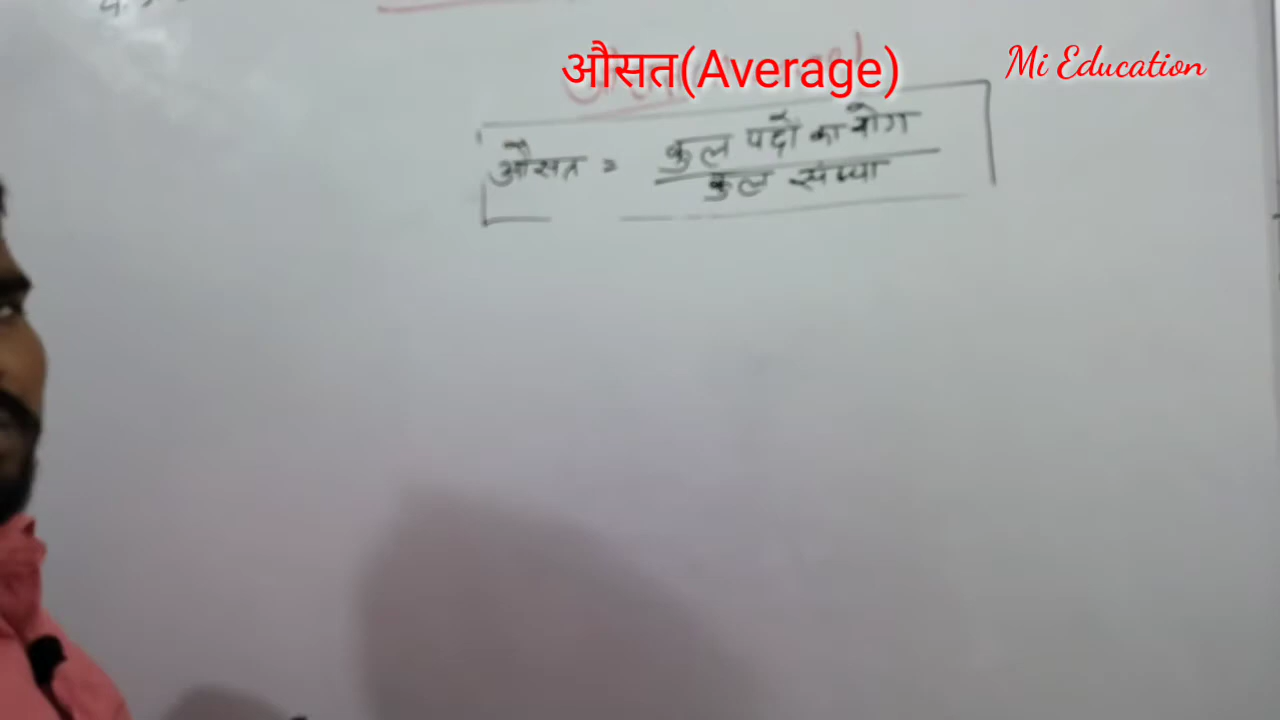 औसत(Average)
Mi Education
औसत = कुल पदों का योग
कुल संख्या